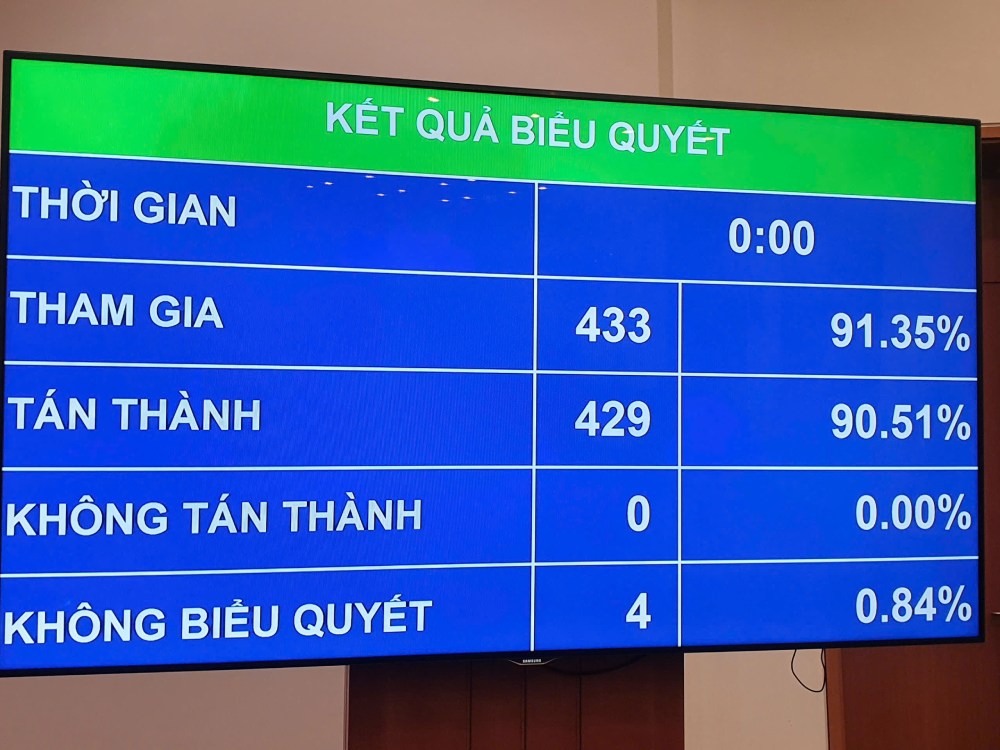 KẾT QUẢ BIỂU QUYẾT
THỜI GIAN 0:00
THAM GIA 433 91.35%
TÁN THÀNH 429 90.51%
KHÔNG TÁN THÀNH 0 0.00%
KHÔNG BIỂU QUYẾT 4 0.84%
SAMSUNG